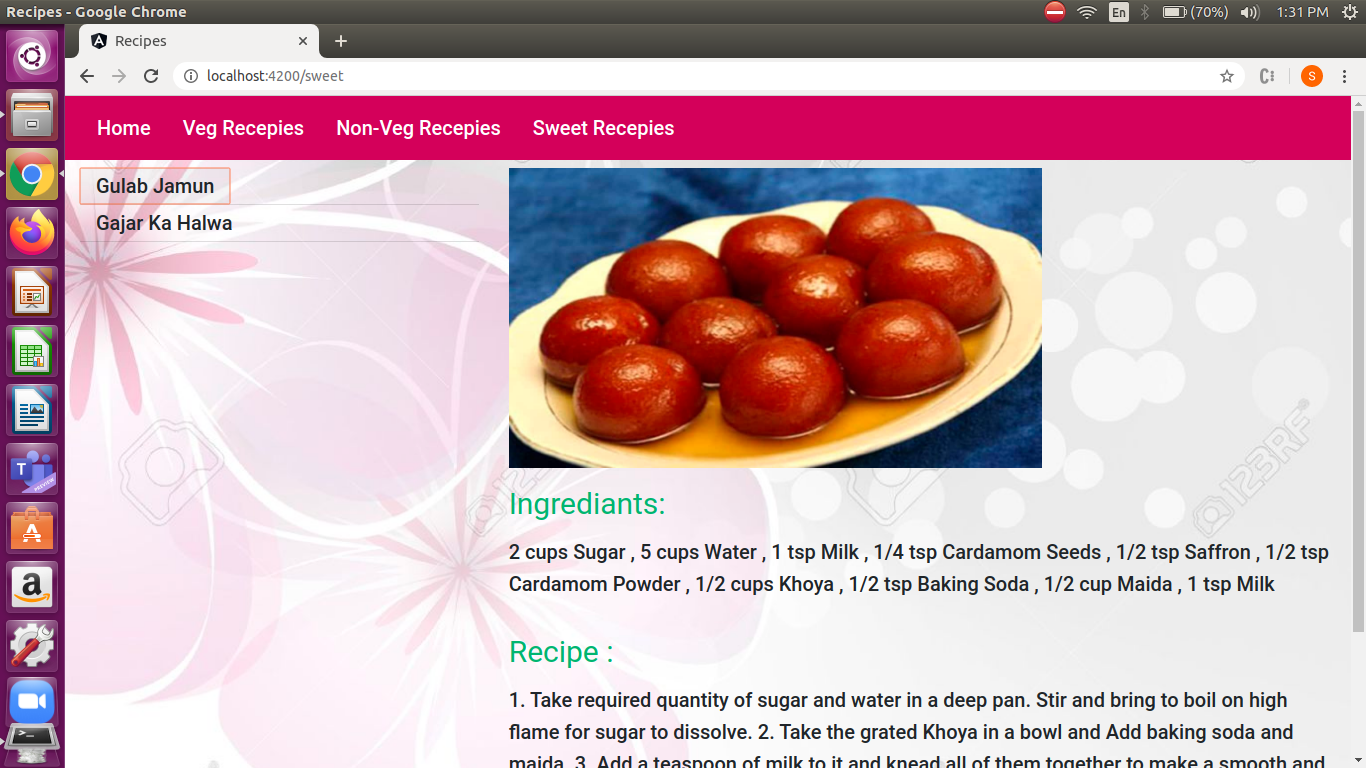 Recipes - Google Chrome
En
(70%)
1:31 PM
Recipes
localhost:4200/sweet
S
Home Veg Recepies Non-Veg Recepies Sweet Recepies
Gulab Jamun
Gajar Ka Halwa
123RF
Ingrediants:
2 cups Sugar , 5 cups Water , 1 tsp Milk , 1/4 tsp Cardamom Seeds , 1/2 tsp Saffron , 1/2 tsp
Cardamom Powder , 1/2 cups Khoya , 1/2 tsp Baking Soda , 1/2 cup Maida , 1 tsp Milk
Recipe :
1. Take required quantity of sugar and water in a deep pan. Stir and bring to boil on high
flame for sugar to dissolve. 2. Take the grated Khoya in a bowl and Add baking soda and
maida. 3. Add a teaspoon of milk to it and knead all of them together to make a smooth and
T
PREVIEW
A
a
>_